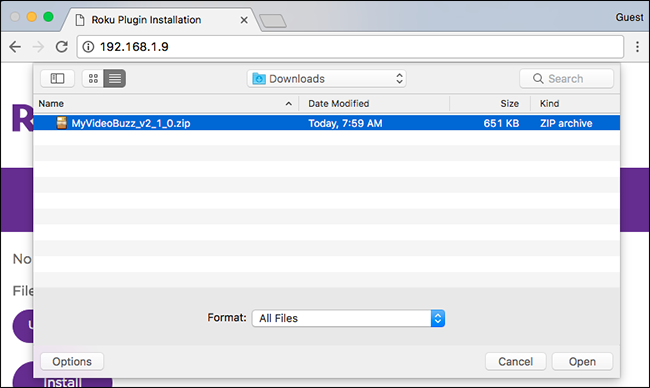 Roku Plugin Installation
Guest
192.168.1.9
Downloads
Search
Name Date Modified Size Kind
MyVideoBuzz_v2_1_0.zip Today, 7:59 AM 651 KB ZIP archive
R
No
File
Format: All Files
U
Options Cancel Open
Install